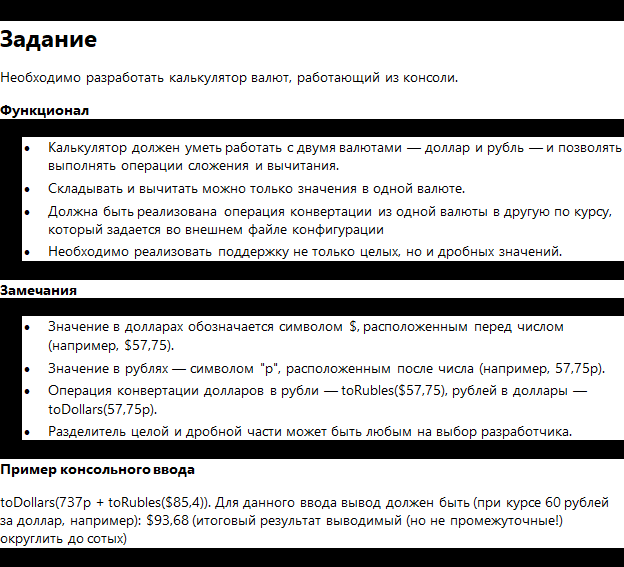 Задание
Необходимо разработать калькулятор валют, работающий из консоли.
Функционал
• Калькулятор должен уметь работать с двумя валютами — доллар и рубль — и позволять
выполнять операции сложения и вычитания.
• Складывать и вычитать можно только значения в одной валюте.
• Должна быть реализована операция конвертации из одной валюты в другую по курсу,
который задается во внешнем файле конфигурации
• Необходимо реализовать поддержку не только целых, но и дробных значений.
Замечания
• Значение в долларах обозначается символом $, расположенным перед числом
(например, $57,75).
• Значение в рублях — символом "р", расположенным после числа (например, 57,75р).
• Операция конвертации долларов в рубли — toRubles($57,75), рублей в доллары —
toDollars(57,75р).
• Разделитель целой и дробной части может быть любым на выбор разработчика.
Пример консольного ввода
toDollars(737р + toRubles($85,4)). Для данного ввода вывод должен быть (при курсе 60 рублей
за доллар, например): $93,68 (итоговый результат выводимый (но не промежуточные!)
округлить до сотых)